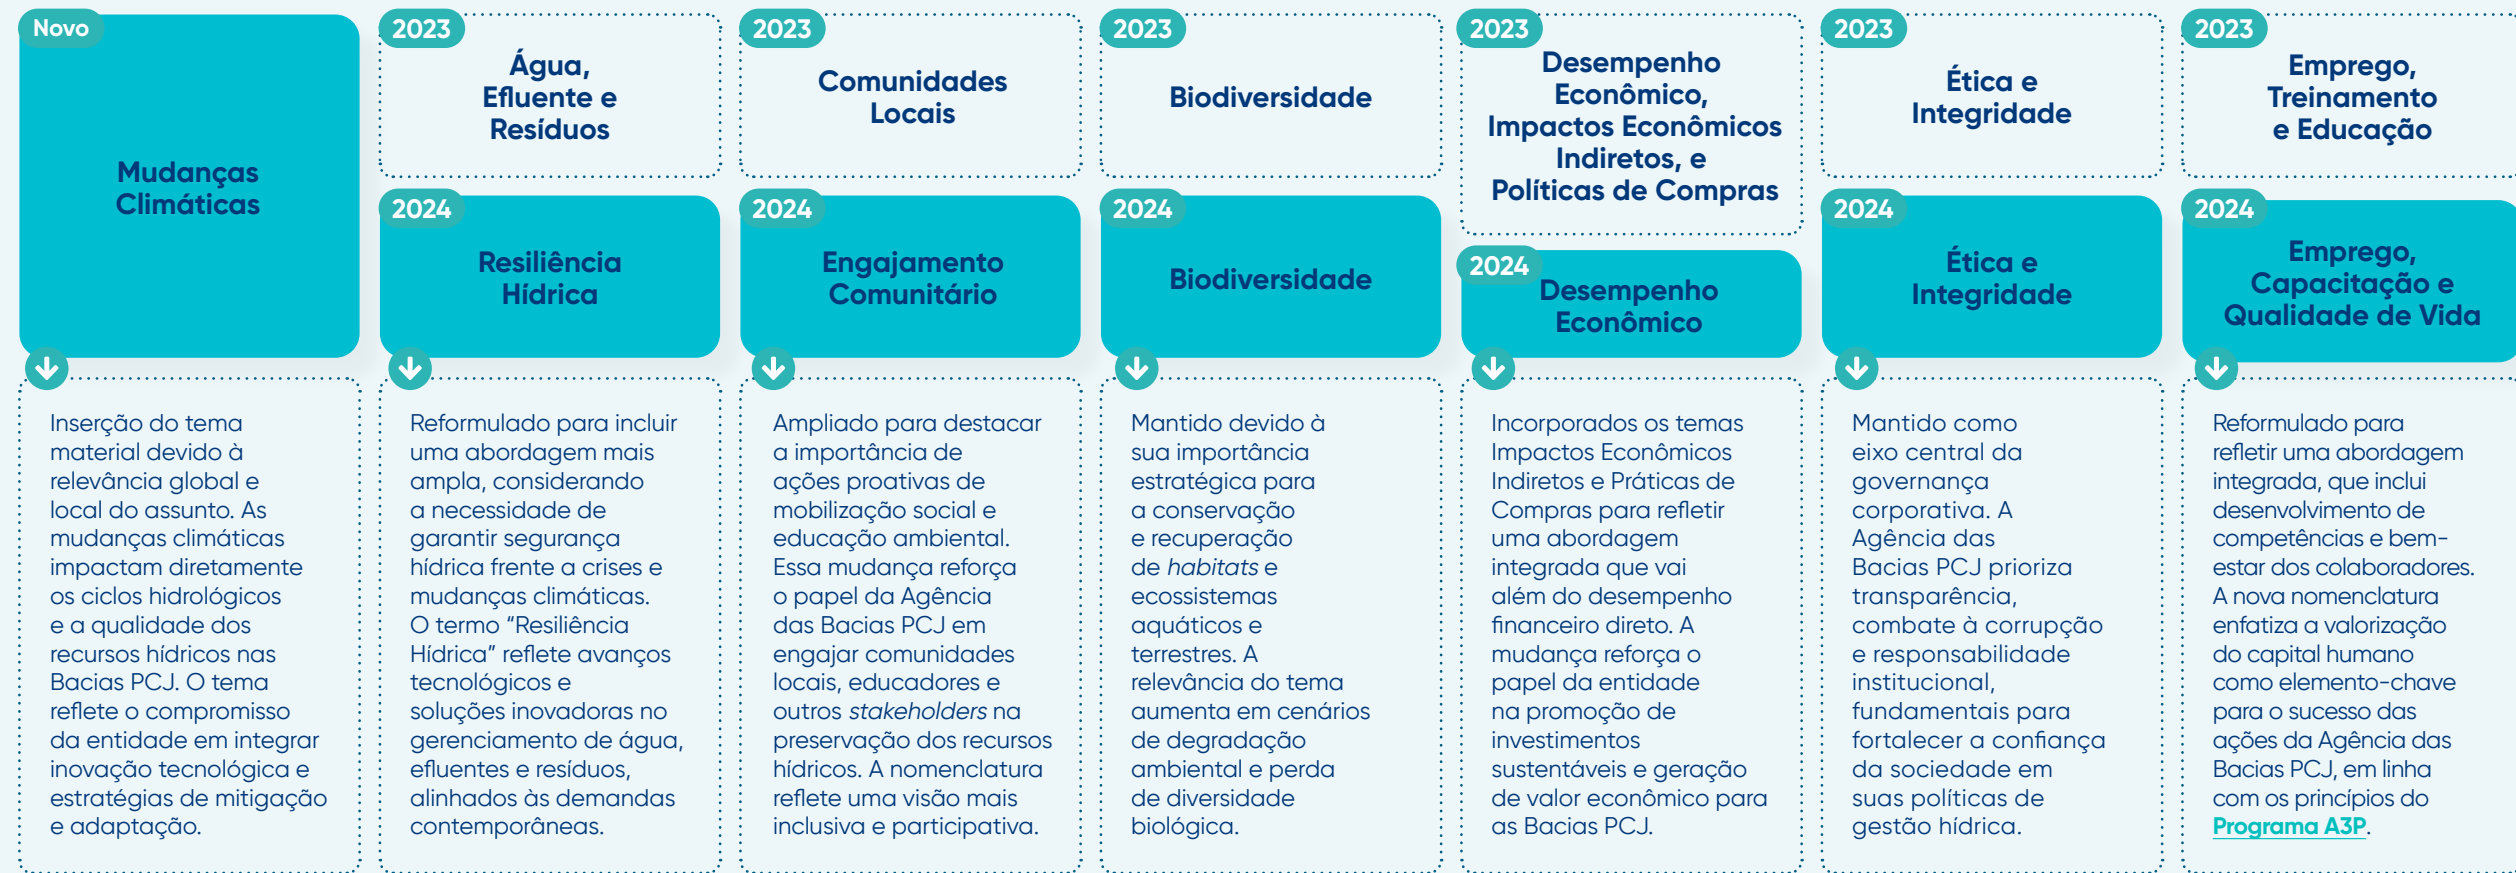 Novo
Mudanças
Climáticas
Inserção do tema
material devido à
relevância global e
local do assunto. As
mudanças climáticas
impactam diretamente
os ciclos hidrológicos
e a qualidade dos
recursos hídricos nas
Bacias PCJ. O tema
reflete o compromisso
da entidade em integrar
inovação tecnológica e
estratégias de mitigação
e adaptação.
2023
Água,
Efluente e
Resíduos
2024
Resiliência
Hídrica
Reformulado para incluir
uma abordagem mais
ampla, considerando
a necessidade de
garantir segurança
hídrica frente a crises e
mudanças climáticas.
O termo “Resiliência
Hídrica” reflete avanços
tecnológicos e
soluções inovadoras no
gerenciamento de água,
efluentes e resíduos,
alinhados às demandas
contemporâneas.
2023
Comunidades
Locais
2024
Engajamento
Comunitário
Ampliado para destacar
a importância de
ações proativas de
mobilização social e
educação ambiental.
Essa mudança reforça
o papel da Agência
das Bacias PCJ em
engajar comunidades
locais, educadores e
outros stakeholders na
preservação dos recursos
hídricos. A nomenclatura
reflete uma visão mais
inclusiva e participativa.
2023
Biodiversidade
2024
Biodiversidade
Mantido devido à
sua importância
estratégica para
a conservação
e recuperação
de habitats e
ecossistemas
aquáticos e
terrestres. A
relevância do tema
aumenta em cenários
de degradação
ambiental e perda
de diversidade
biológica.
2023
Desempenho
Econômico,
Impactos Econômicos
Indiretos, e
Políticas de Compras
2024
Desempenho
Econômico
Incorporados os temas
Impactos Econômicos
Indiretos e Práticas de
Compras para refletir
uma abordagem
integrada que vai
além do desempenho
financeiro direto. A
mudança reforça o
papel da entidade
na promoção de
investimentos
sustentáveis e geração
de valor econômico para
as Bacias PCJ.
2023
Ética e
Integridade
2024
Ética e
Integridade
Mantido como
eixo central da
governança
corporativa. A
Agência das
Bacias PCJ prioriza
transparência,
combate à corrupção
e responsabilidade
institucional,
fundamentais para
fortalecer a confiança
da sociedade em
suas políticas de
gestão hídrica.
2023
Emprego,
Treinamento
e Educação
2024
Emprego,
Capacitação e
Qualidade de Vida
Reformulado para
refletir uma abordagem
integrada, que inclui
desenvolvimento de
competências e bem-
estar dos colaboradores.
A nova nomenclatura
enfatiza a valorização
do capital humano
como elemento-chave
para o sucesso das
ações da Agência das
Bacias PCJ, em linha
com os princípios do
Programa A3P.